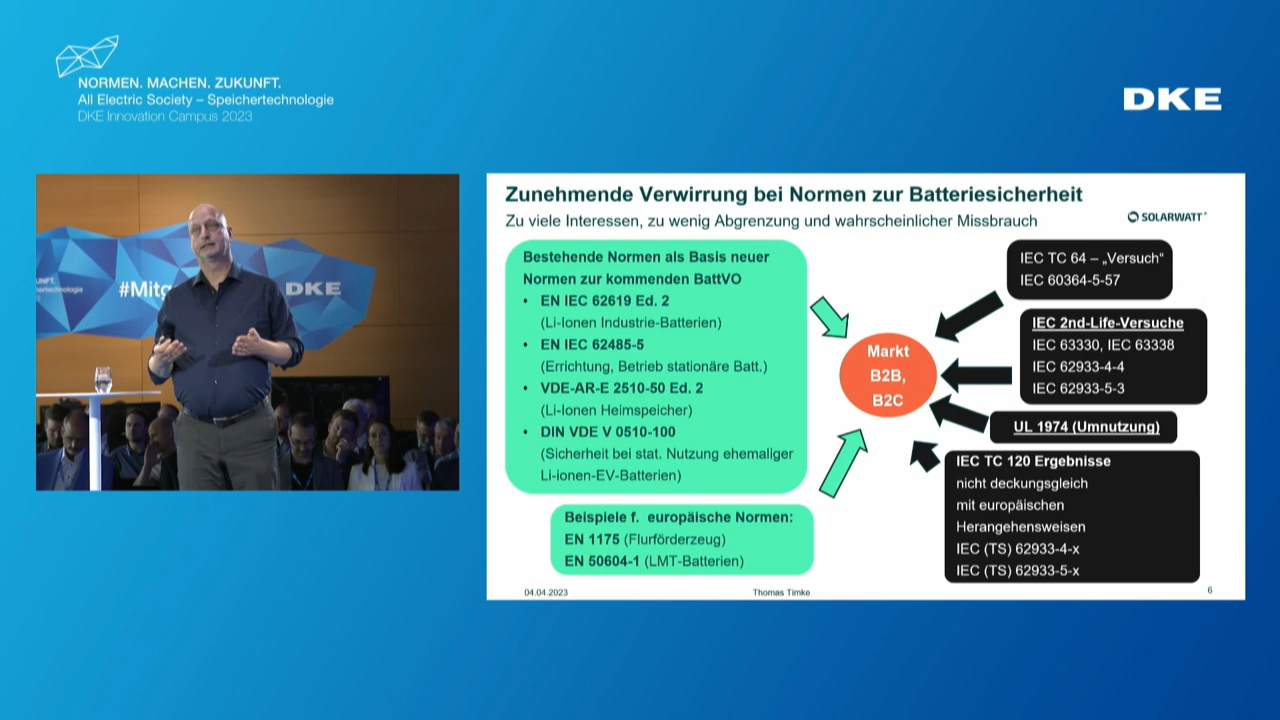 NORMEN. MACHEN. ZUKUNFT.
All Electric Society – Speichertechnologie
DKE Innovation Campus 2023
DKE
#Mitg
DKE
Zunehmende Verwirrung bei Normen zur Batteriesicherheit
Zu viele Interessen, zu wenig Abgrenzung und wahrscheinlicher Missbrauch
SOLARWATT
Bestehende Normen als Basis neuer
Normen zur kommenden BattVO
• EN IEC 62619 Ed. 2
(Li-Ionen Industrie-Batterien)
• EN IEC 62485-5
(Errichtung, Betrieb stationäre Batt.)
• VDE-AR-E 2510-50 Ed. 2
(Li-Ionen Heimspeicher)
• DIN VDE V 0510-100
(Sicherheit bei stat. Nutzung ehemaliger
Li-ionen-EV-Batterien)
Beispiele f. europäische Normen:
EN 1175 (Flurförderzeug)
EN 50604-1 (LMT-Batterien)
Markt
B2B,
B2C
IEC TC 64 – „Versuch“
IEC 60364-5-57
IEC 2nd-Life-Versuche
IEC 63330, IEC 63338
IEC 62933-4-4
IEC 62933-5-3
UL 1974 (Umnutzung)
IEC TC 120 Ergebnisse
nicht deckungsgleich
mit europäischen
Herangehensweisen
IEC (TS) 62933-4-x
IEC (TS) 62933-5-x
04.04.2023
Thomas Timke
6